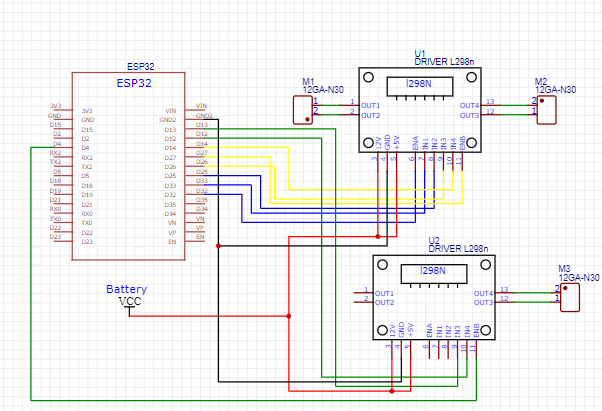 ESP32
ESP32
3V3 3V3 VIN VIN
GND GND GND2 GND2
D15 D15 D13 D13
D2 D2 D12 D12
D4 D4 D14 D14
RX2 RX2 D27 D27
TX2 TX2 D26 D26
D5 D5 D25 D25
D18 D18 D33 D33
D19 D19 D32 D32
D21 D21 D35 D35
RX0 RX0 D34 D34
TX0 TX0 VN VN
D22 D22 VP VP
D23 D23 EN EN
U1
DRIVER L298n
l298N
M1
12GA-N30
1
2
M2
12GA-N30
2
1
1 OUT1 OUT4 13
2 OUT2 OUT3 12
12V GND +5V ENA IN1 IN2 IN3 IN4 ENB
3 4 5 6 7 8 9 10 11
U2
DRIVER L298n
l298N
M3
12GA-N30
2
1
1 OUT1 OUT4 13
2 OUT2 OUT3 12
12V GND +5V ENA IN1 IN2 IN3 IN4 ENB
3 4 5 6 7 8 9 10 11
Battery
VCC